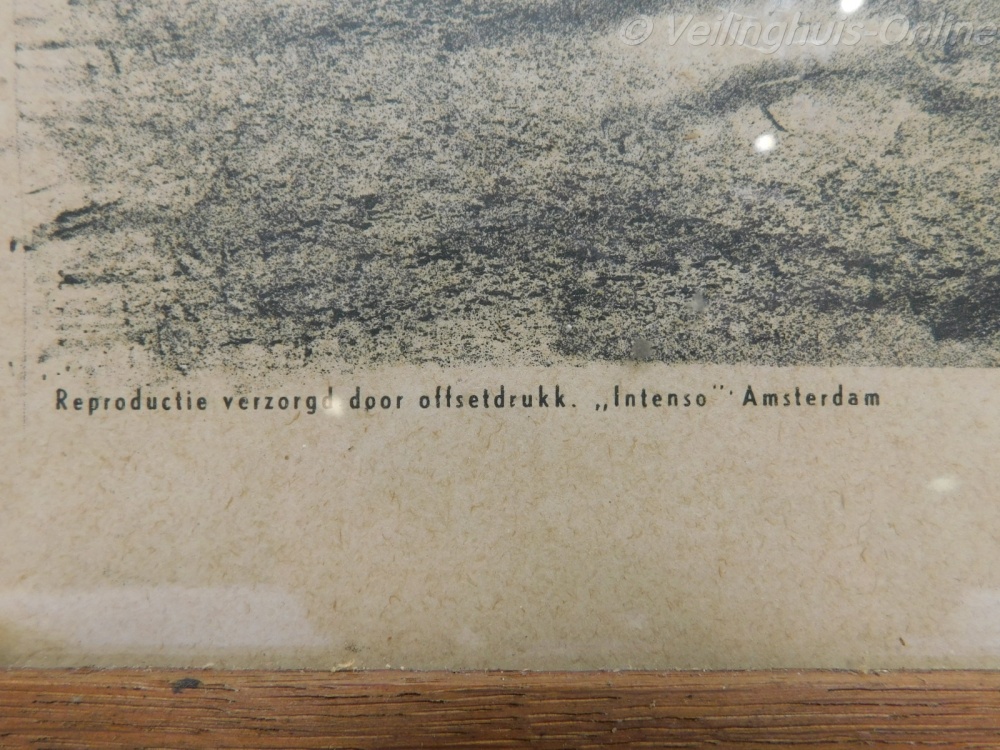 © Veilinghuis-Online
Reproductie verzorgd door offsetdrukk. „Intenso” Amsterdam